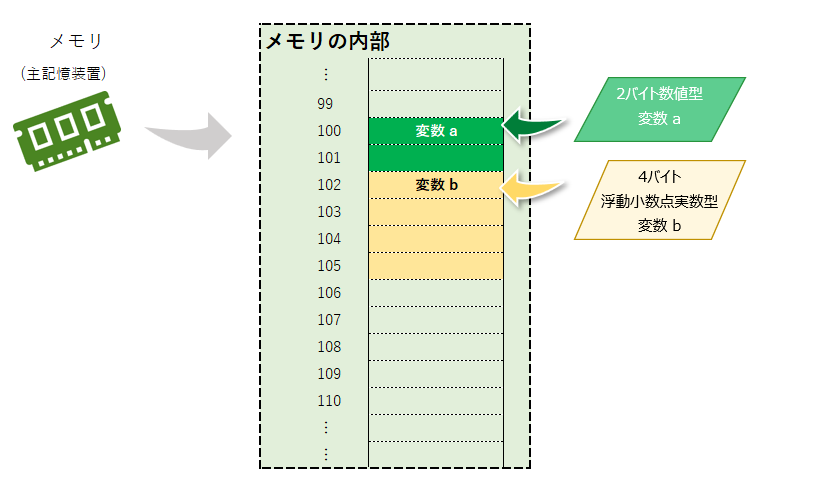 メモリ
（主記憶装置）
メモリの内部
⋮
99
100
変数 a
101
102
変数 b
103
104
105
106
107
108
109
110
⋮
⋮
2バイト数値型
変数 a
4バイト
浮動小数点実数型
変数 b